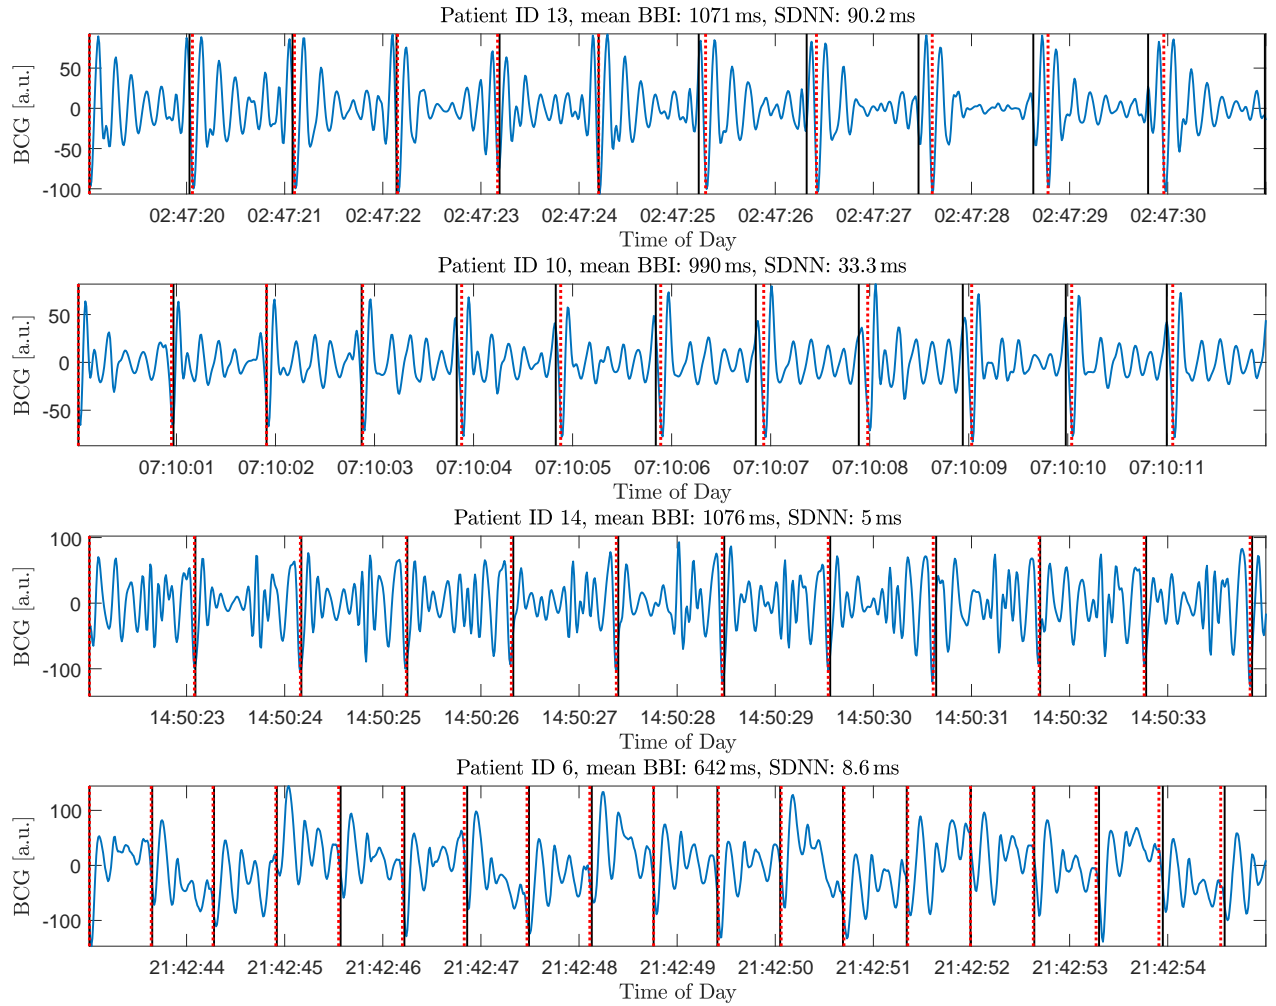 Patient ID 13, mean BBI: 1071 ms, SDNN: 90.2 ms
BCG [a.u.]
50
0
-50
-100
02:47:20 02:47:21 02:47:22 02:47:23 02:47:24 02:47:25 02:47:26 02:47:27 02:47:28 02:47:29 02:47:30
Time of Day
Patient ID 10, mean BBI: 990 ms, SDNN: 33.3 ms
BCG [a.u.]
50
0
-50
07:10:01 07:10:02 07:10:03 07:10:04 07:10:05 07:10:06 07:10:07 07:10:08 07:10:09 07:10:10 07:10:11
Time of Day
Patient ID 14, mean BBI: 1076 ms, SDNN: 5 ms
BCG [a.u.]
100
0
-100
14:50:23 14:50:24 14:50:25 14:50:26 14:50:27 14:50:28 14:50:29 14:50:30 14:50:31 14:50:32 14:50:33
Time of Day
Patient ID 6, mean BBI: 642 ms, SDNN: 8.6 ms
BCG [a.u.]
100
0
-100
21:42:44 21:42:45 21:42:46 21:42:47 21:42:48 21:42:49 21:42:50 21:42:51 21:42:52 21:42:53 21:42:54
Time of Day